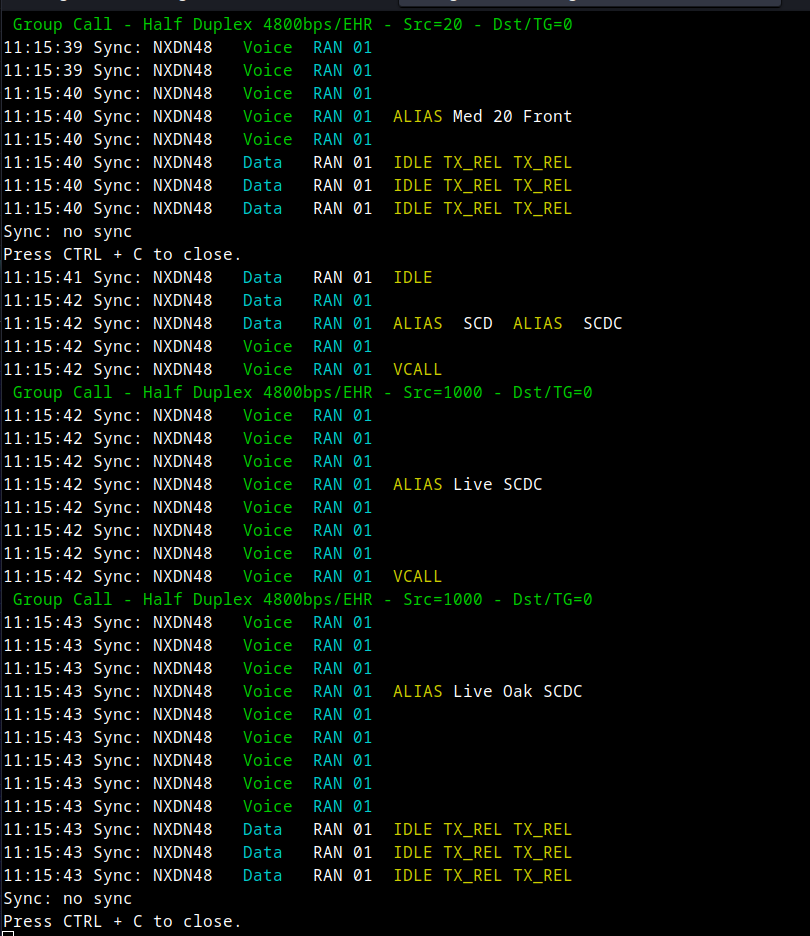 Group Call - Half Duplex 4800bps/EHR - Src=20 - Dst/TG=0
11:15:39 Sync: NXDN48 Voice RAN 01
11:15:39 Sync: NXDN48 Voice RAN 01
11:15:40 Sync: NXDN48 Voice RAN 01
11:15:40 Sync: NXDN48 Voice RAN 01 ALIAS Med 20 Front
11:15:40 Sync: NXDN48 Voice RAN 01
11:15:40 Sync: NXDN48 Data RAN 01 IDLE TX_REL TX_REL
11:15:40 Sync: NXDN48 Data RAN 01 IDLE TX_REL TX_REL
11:15:40 Sync: NXDN48 Data RAN 01 IDLE TX_REL TX_REL
Sync: no sync
Press CTRL + C to close.
11:15:41 Sync: NXDN48 Data RAN 01 IDLE
11:15:42 Sync: NXDN48 Data RAN 01
11:15:42 Sync: NXDN48 Data RAN 01 ALIAS SCD ALIAS SCDC
11:15:42 Sync: NXDN48 Voice RAN 01
11:15:42 Sync: NXDN48 Voice RAN 01 VCALL
Group Call - Half Duplex 4800bps/EHR - Src=1000 - Dst/TG=0
11:15:42 Sync: NXDN48 Voice RAN 01
11:15:42 Sync: NXDN48 Voice RAN 01
11:15:42 Sync: NXDN48 Voice RAN 01
11:15:42 Sync: NXDN48 Voice RAN 01 ALIAS Live SCDC
11:15:42 Sync: NXDN48 Voice RAN 01
11:15:42 Sync: NXDN48 Voice RAN 01
11:15:42 Sync: NXDN48 Voice RAN 01
11:15:42 Sync: NXDN48 Voice RAN 01 VCALL
Group Call - Half Duplex 4800bps/EHR - Src=1000 - Dst/TG=0
11:15:43 Sync: NXDN48 Voice RAN 01
11:15:43 Sync: NXDN48 Voice RAN 01
11:15:43 Sync: NXDN48 Voice RAN 01
11:15:43 Sync: NXDN48 Voice RAN 01 ALIAS Live Oak SCDC
11:15:43 Sync: NXDN48 Voice RAN 01
11:15:43 Sync: NXDN48 Voice RAN 01
11:15:43 Sync: NXDN48 Voice RAN 01
11:15:43 Sync: NXDN48 Voice RAN 01
11:15:43 Sync: NXDN48 Voice RAN 01
11:15:43 Sync: NXDN48 Data RAN 01 IDLE TX_REL TX_REL
11:15:43 Sync: NXDN48 Data RAN 01 IDLE TX_REL TX_REL
11:15:43 Sync: NXDN48 Data RAN 01 IDLE TX_REL TX_REL
Sync: no sync
Press CTRL + C to close.